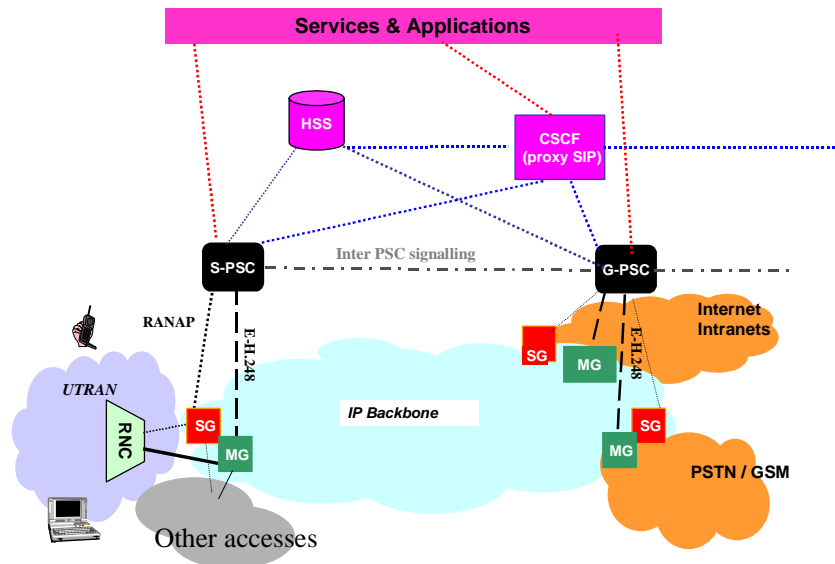 Services & Applications
HSS
CSCF
(proxy SIP)
Inter PSC signalling
S-PSC
G-PSC
RANAP
E-H.248
E-H.248
Internet
Intranets
SG
MG
UTRAN
IP Backbone
RNC
SG
SG
MG
MG
PSTN / GSM
Other accesses